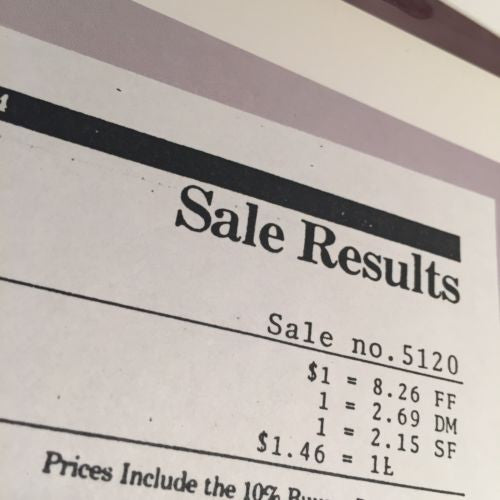 4
Sale Results
Sale no.5120
$1 = 8.26 FF
1 = 2.69 DM
1 = 2.15 SF
$1.46 = 1£
Prices Include the 10%